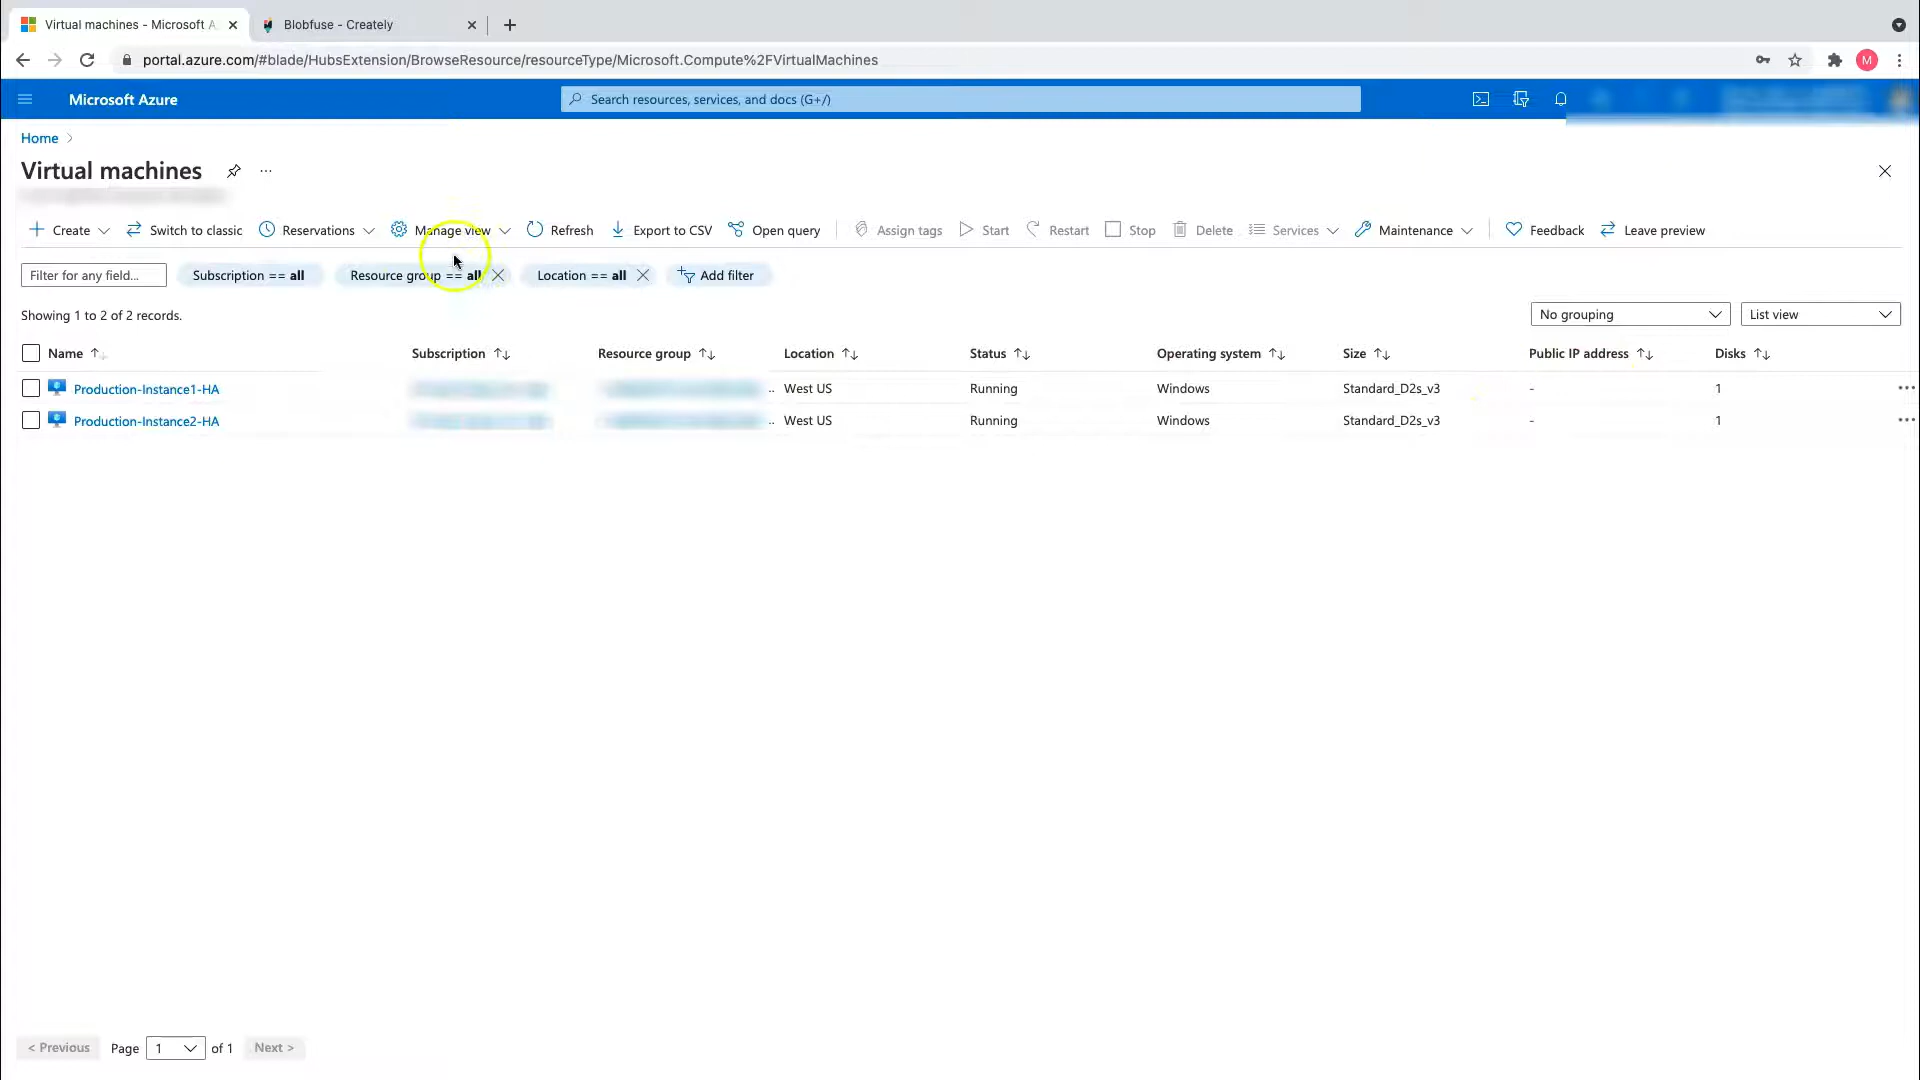 Virtual machines - Microsoft A
Blobfuse - Creately
portal.azure.com/#blade/HubsExtension/BrowseResource/resourceType/Microsoft.Compute%2FVirtualMachines
M
Microsoft Azure
Search resources, services, and docs (G+/)
Home
Virtual machines
Create
Switch to classic
Reservations
Manage view
Refresh
Export to CSV
Open query
Assign tags
Start
Restart
Stop
Delete
Services
Maintenance
Feedback
Leave preview
Filter for any field...
Subscription == all
Resource group == all
Location == all
Add filter
Showing 1 to 2 of 2 records.
No grouping
List view
Name Subscription Resource group Location Status Operating system Size Public IP address Disks
Production-Instance1-HA .. West US Running Windows Standard_D2s_v3 - 1
Production-Instance2-HA .. West US Running Windows Standard_D2s_v3 - 1
< Previous Page 1 of 1 Next >